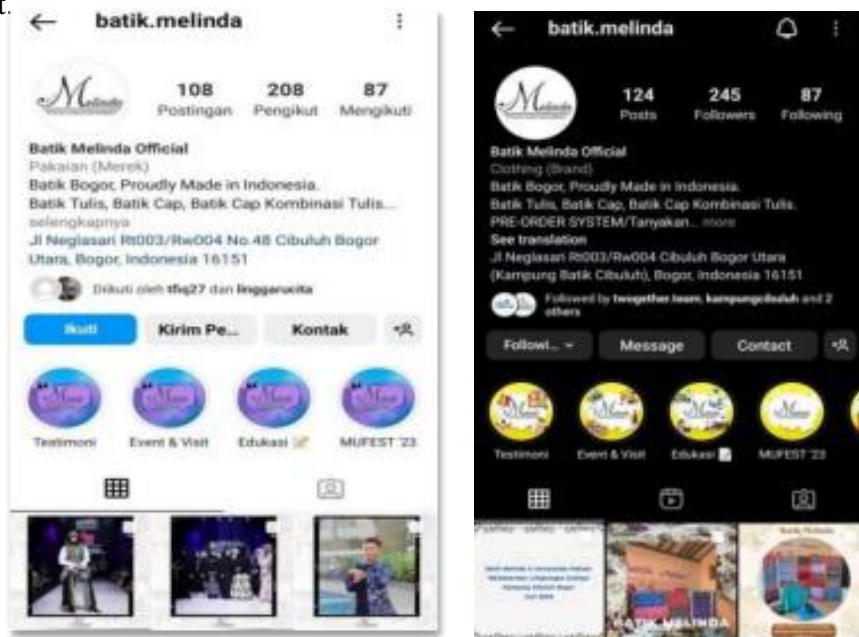 t.
batik.melinda
Melinda
108 208 87
Postingan Pengikut Mengikuti
Batik Melinda Official
Pakaian (Merek)
Batik Bogor, Proudly Made in Indonesia.
Batik Tulis, Batik Cap, Batik Cap Kombinasi Tulis...
selengkapnya
Jl Neglasari Rt003/Rw004 No.48 Cibuluh Bogor
Utara, Bogor, Indonesia 16151
Diikuti oleh tfiq27 dan linggarucita
Ikuti Kirim Pe... Kontak
Testimoni Event & Visit Edukasi MUFEST '23
batik.melinda
Melinda
124 245 87
Posts Followers Following
Batik Melinda Official
Clothing (Brand)
Batik Bogor, Proudly Made in Indonesia.
Batik Tulis, Batik Cap, Batik Cap Kombinasi Tulis.
PRE-ORDER SYSTEM/Tanyakan... more
See translation
Jl Neglasari Rt003/Rw004 Cibuluh Bogor Utara
(Kampung Batik Cibuluh), Bogor, Indonesia 16151
Followed by twogether.team, kampungcibuluh and 2
others
Followi... Message Contact
Testimoni Event & Visit Edukasi MUFEST '23
BATIK MELINDA